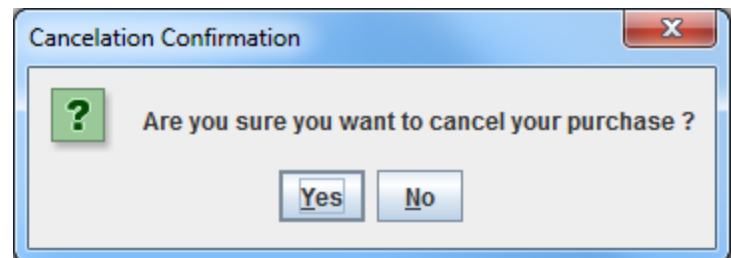 Cancelation Confirmation
x
? Are you sure you want to cancel your purchase ?
Yes No